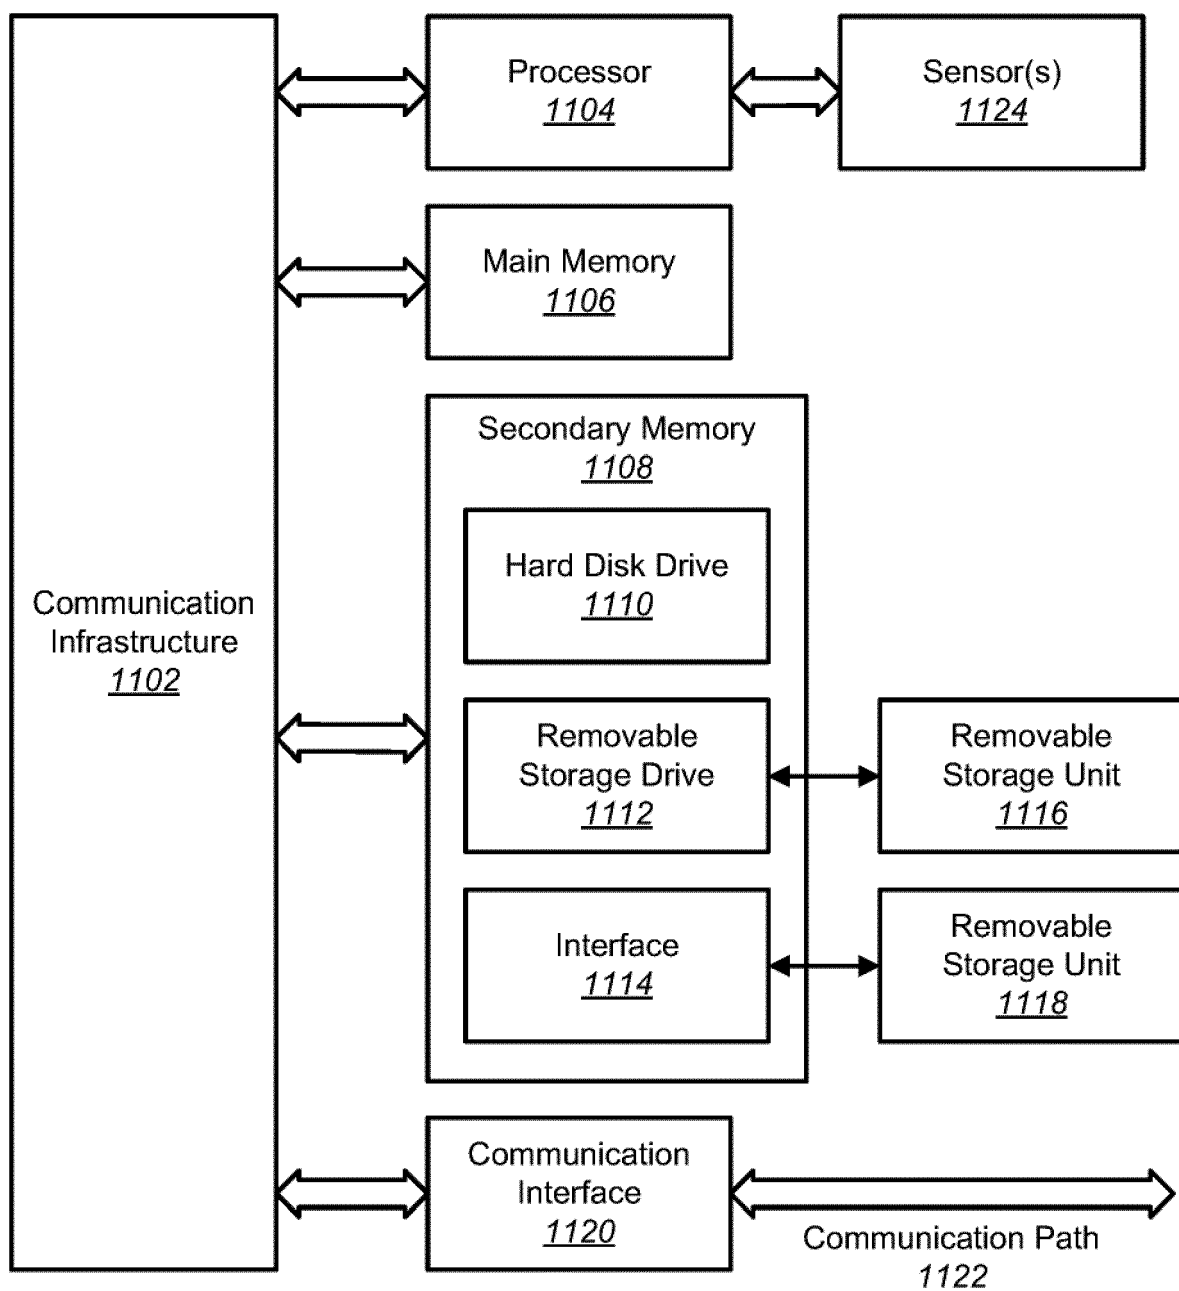 Processor
1104
Sensor(s)
1124
Main Memory
1106
Secondary Memory
1108
Hard Disk Drive
1110
Communication
Infrastructure
1102
Removable
Storage Drive
1112
Removable
Storage Unit
1116
Interface
1114
Removable
Storage Unit
1118
Communication
Interface
1120
Communication Path
1122